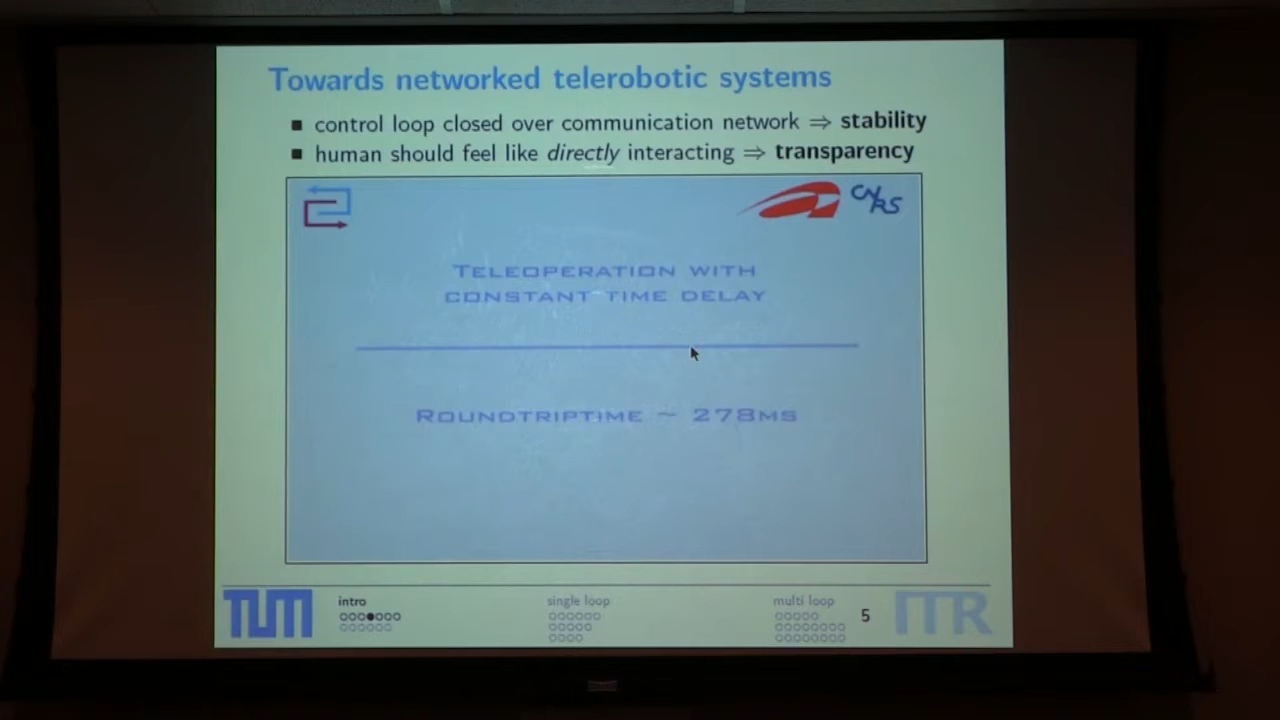 Towards networked telerobotic systems
control loop closed over communication network ⇒ stability
human should feel like directly interacting ⇒ transparency
CNRS
TELEOPERATION WITH
CONSTANT TIME DELAY
ROUNDTRIPTIME ~ 278MS
TUM
intro
single loop
multi loop
5
ITR